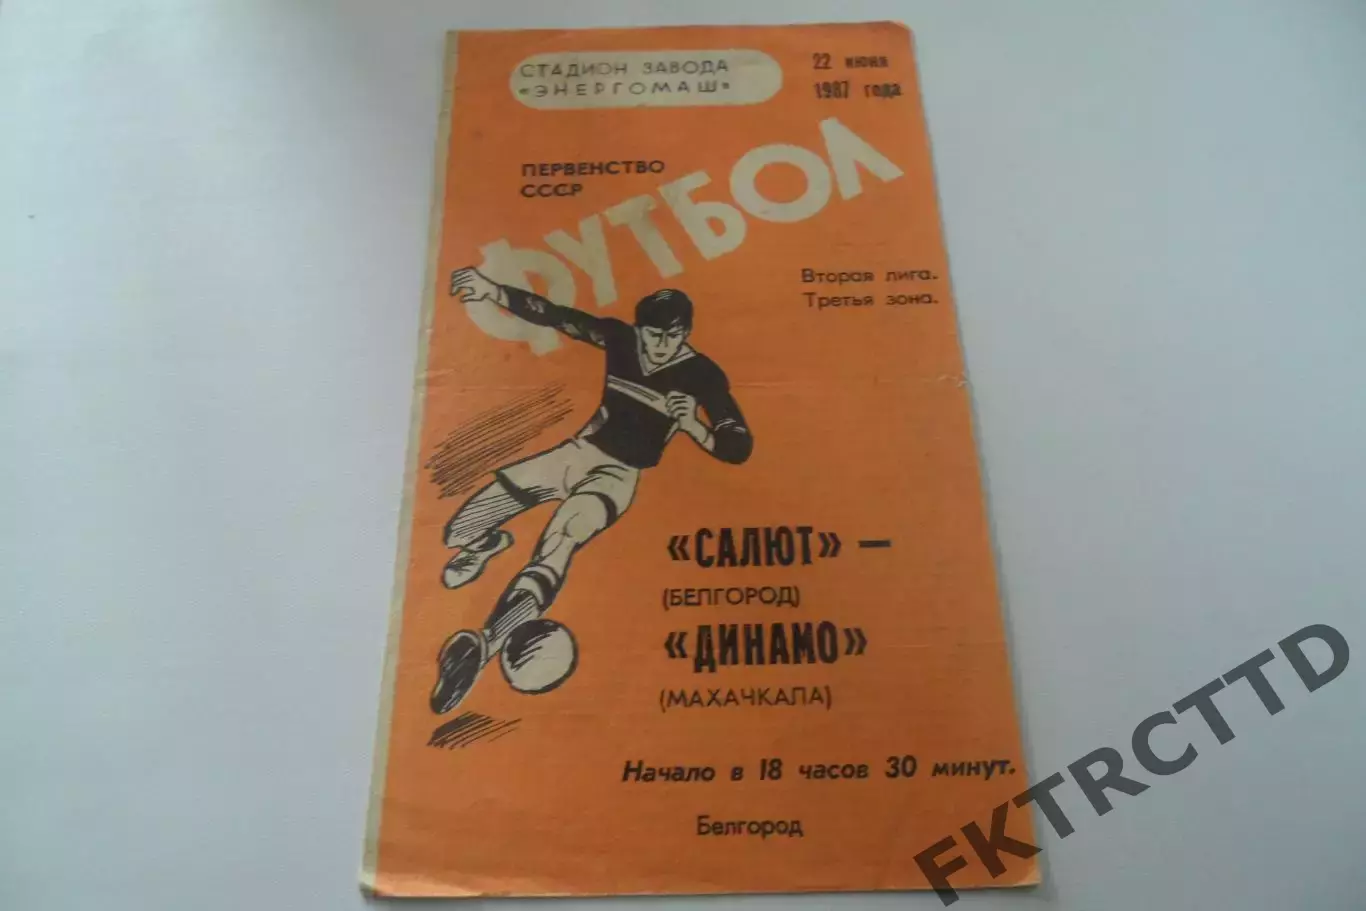 СТАДИОН ЗАВОДА
«ЭНЕРГОМАШ»
22 июня
1987 года
ПЕРВЕНСТВО
СССР
ФУТБОЛ
Вторая лига.
Третья зона.
«САЛЮТ» –
(БЕЛГОРОД)
«ДИНАМО»
(МАХАЧКАЛА)
Начало в 18 часов 30 минут.
Белгород
FKTRCTTD